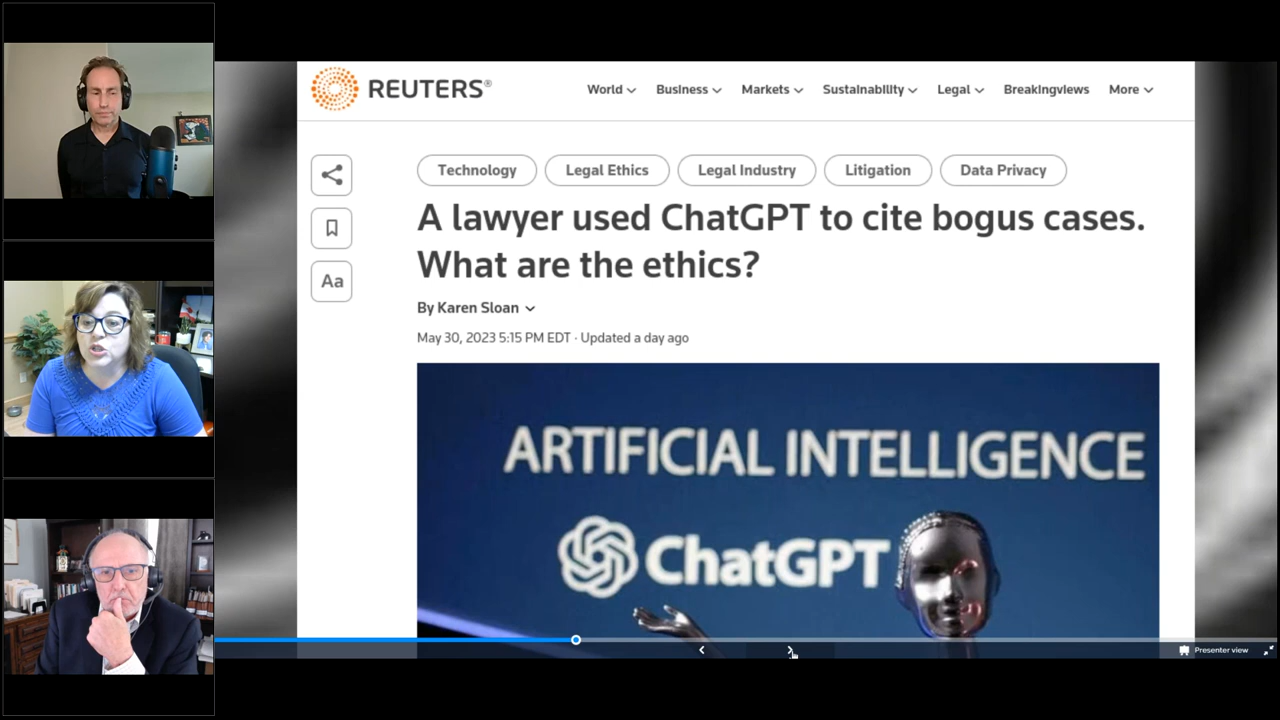 REUTERS®
World Business Markets Sustainability Legal Breakingviews More
Technology Legal Ethics Legal Industry Litigation Data Privacy
A lawyer used ChatGPT to cite bogus cases.
What are the ethics?
Aa
By Karen Sloan
May 30, 2023 5:15 PM EDT · Updated a day ago
ARTIFICIAL INTELLIGENCE
ChatGPT
Presenter view